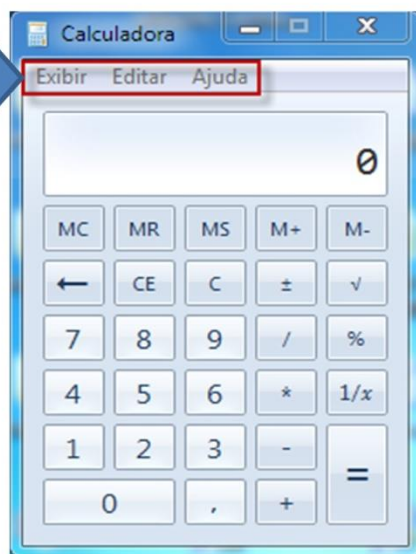 Calculadora
Exibir Editar Ajuda
0
MC MR MS M+ M-
← CE C ± √
7 8 9 / %
4 5 6 * 1/x
1 2 3 - =
0 , +